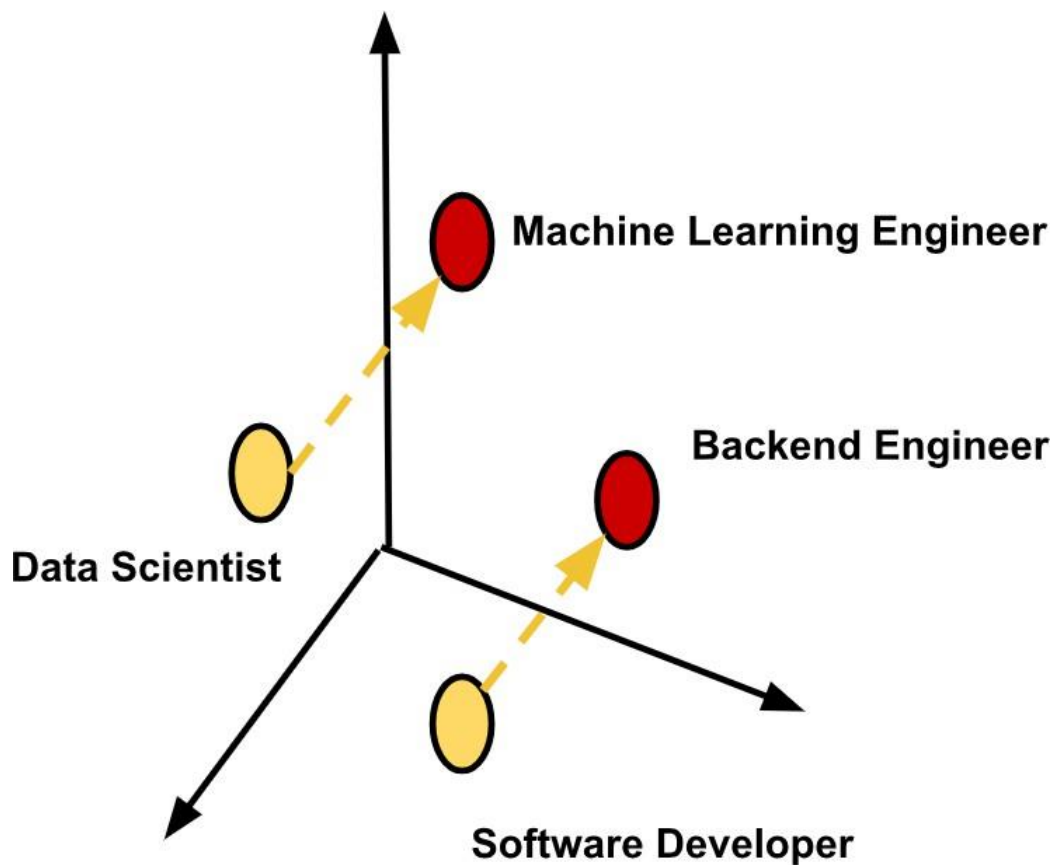 Machine Learning Engineer
Backend Engineer
Data Scientist
Software Developer